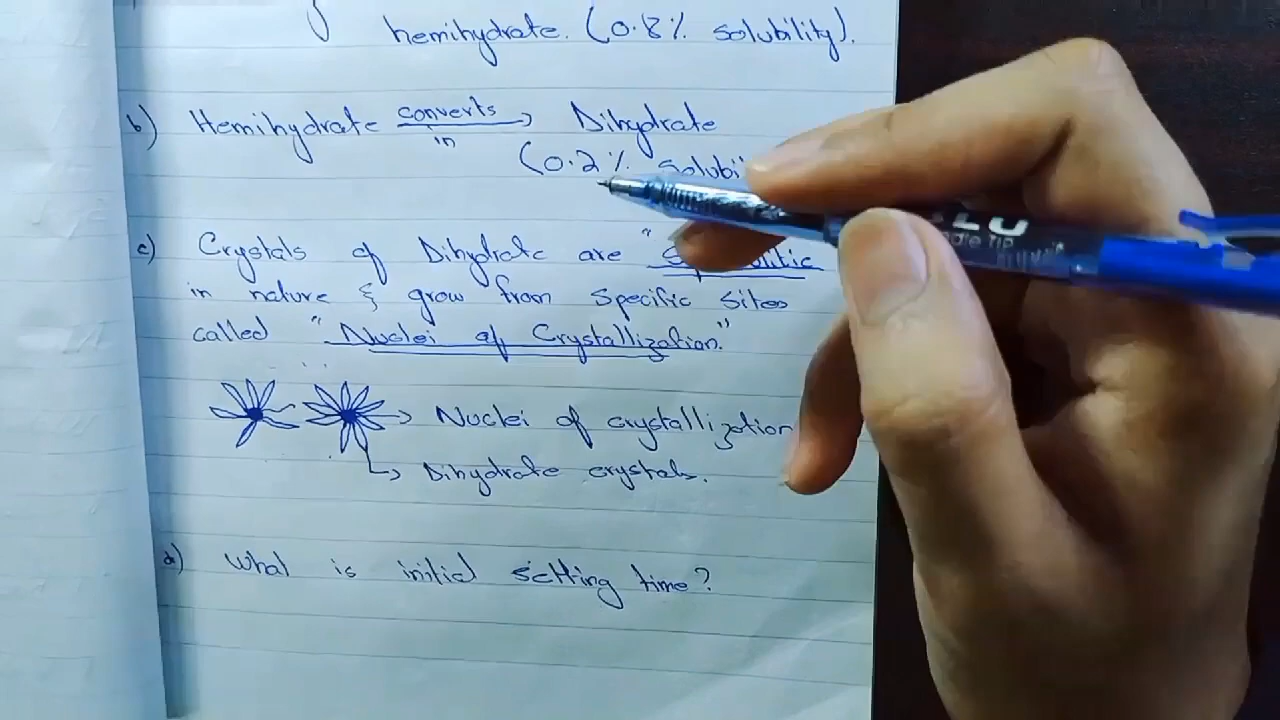 hemihydrate. (0.8% solubility).
b) Hemihydrate converts in → Dihydrate
(0.2%
c) Crystals of Dihydrate are "
in nature & grow from specific sites
called "Nuclei of Crystallization."
→ Nuclei of crystallization
→ Dihydrate crystals.
d) What is initial setting time?